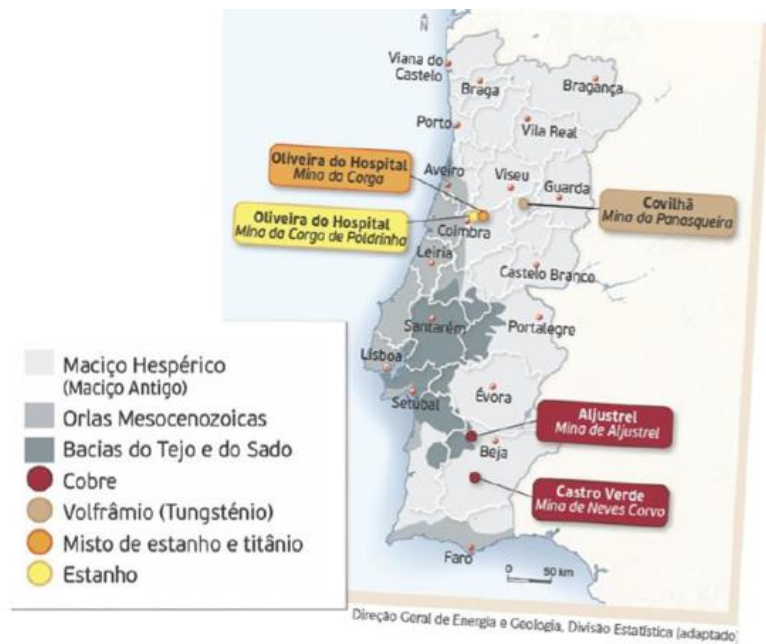 N
Viana do
Castelo
Braga
Bragança
Porto
Vila Real
Oliveira do Hospital
Mina da Corga
Aveiro
Viseu
Guarda
Covilhã
Mina da Panasqueira
Oliveira do Hospital
Mina da Corga de Poldrinha
Coimbra
Leiria
Castelo Branco
Santarém
Portalegre
Lisboa
Setúbal
Évora
Aljustrel
Mina de Aljustrel
Beja
Castro Verde
Mina de Neves Corvo
Faro
0 50 km
Maciço Hespérico
(Maciço Antigo)
Orlas Mesocenozoicas
Bacias do Tejo e do Sado
Cobre
Volfrâmio (Tungsténio)
Misto de estanho e titânio
Estanho
Direção Geral de Energia e Geologia, Divisão Estatística (adaptado)